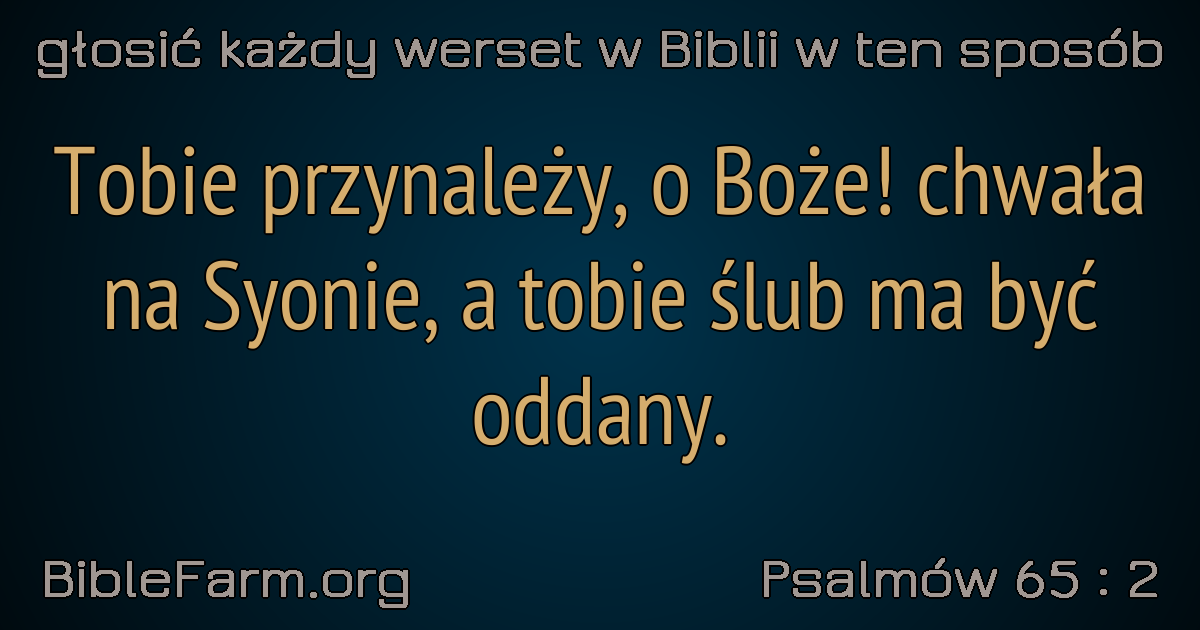 głosić każdy werset w Biblii w ten sposób
Tobie przynależy, o Boże! chwała
na Syonie, a tobie ślub ma być
oddany.
BibleFarm.org
Psalmów 65 : 2